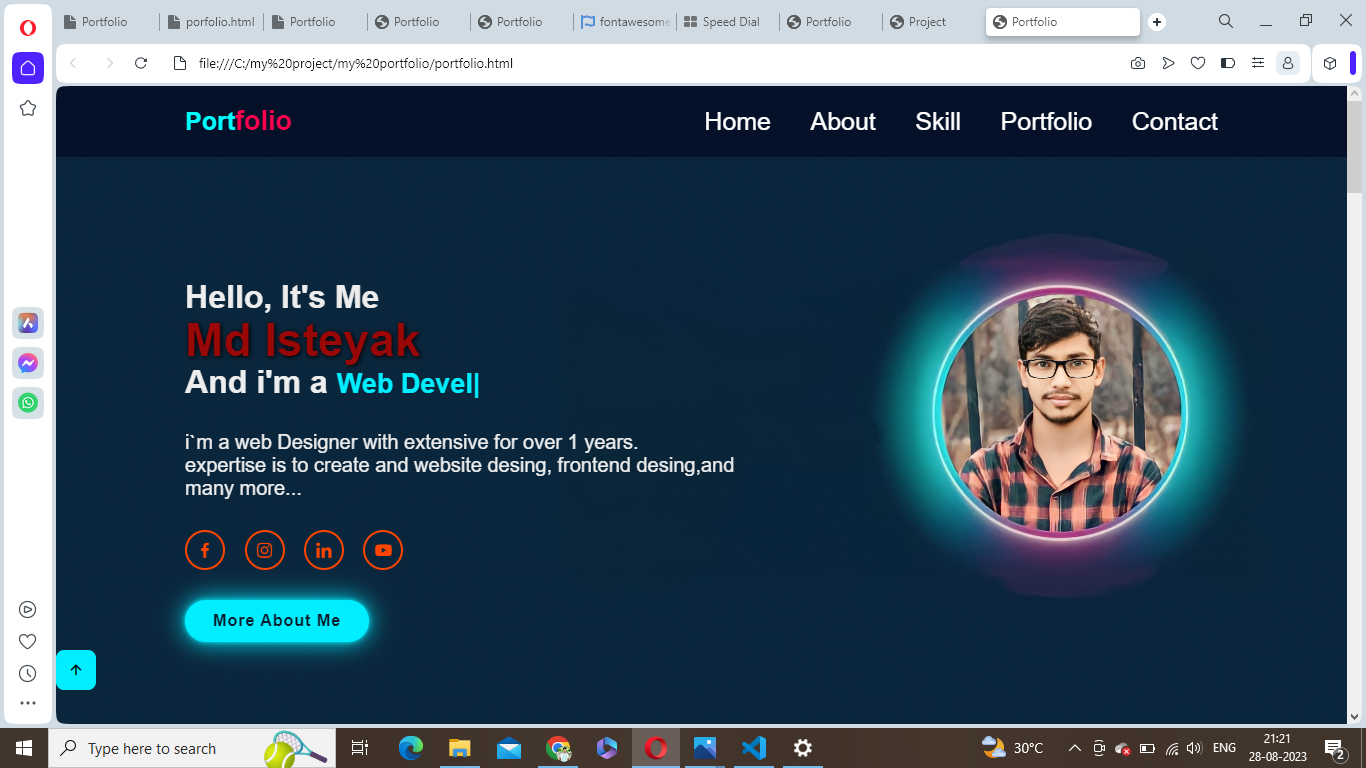 Portfolio
porfolio.html
Portfolio
Portfolio
Portfolio
fontawesome
Speed Dial
Portfolio
Project
Portfolio
file:///C:/my%20project/my%20portfolio/portfolio.html
Portfolio
Home
About
Skill
Portfolio
Contact
Hello, It's Me
Md Isteyak
And i'm a Web Devel|
i`m a web Designer with extensive for over 1 years.
expertise is to create and website desing, frontend desing,and
many more...
More About Me
Type here to search
30°C
ENG
21:21
28-08-2023
2